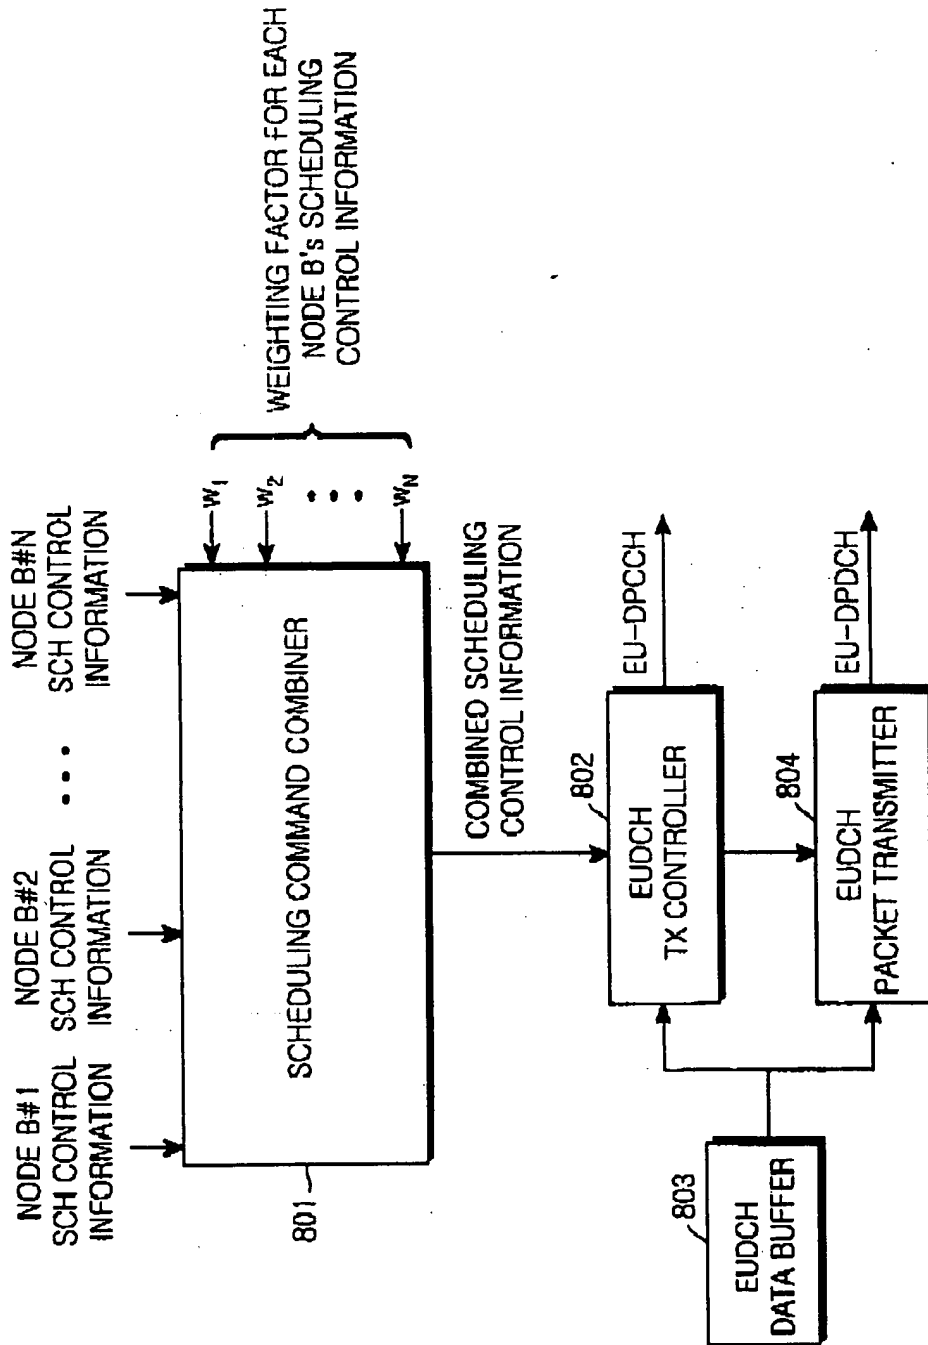 NODE B#1
SCH CONTROL
INFORMATION
NODE B#2
SCH CONTROL
INFORMATION
• • •
NODE B#N
SCH CONTROL
INFORMATION
801
SCHEDULING COMMAND COMBINER
w1
w2
• • •
wN
WEIGHTING FACTOR FOR EACH
NODE B's SCHEDULING
CONTROL INFORMATION
COMBINED SCHEDULING
CONTROL INFORMATION
802
EUDCH
TX CONTROLLER
EU-DPCCH
803
EUDCH
DATA BUFFER
804
EUDCH
PACKET TRANSMITTER
EU-DPDCH